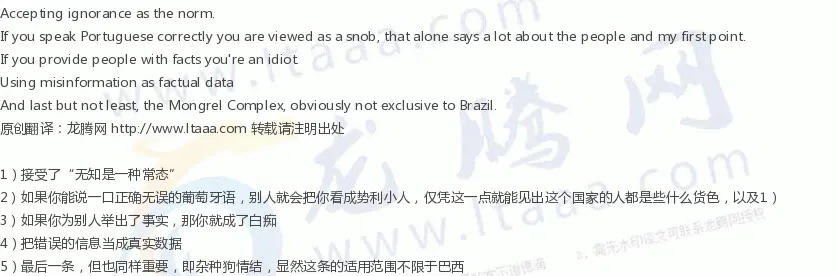 Accepting ignorance as the norm.
If you speak Portuguese correctly you are viewed as a snob, that alone says a lot about the people and my first point.
If you provide people with facts you're an idiot
Using misinformation as factual data
And last but not least, the Mongrel Complex, obviously not exclusive to Brazil.
原创翻译：龙腾网 http://www.ltaaa.com 转载请注明出处
1）接受了“无知是一种常态”
2）如果你能说一口正确无误的葡萄牙语，别人就会把你看成势利小人，仅凭这一点就能见出这个国家的人都是些什么货色，以及1）
3）如果你为别人举出了事实，那你就成了白痴
4）把错误的信息当成真实数据
5）最后一条，但也同样重要，即杂种狗情结，显然这条的适用范围不限于巴西
www.ltaaa.com
龙腾网
www.ltaaa.com